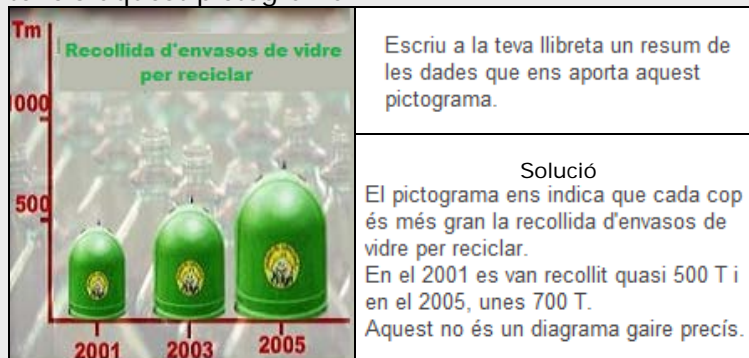 Tm
Recollida d'envasos de vidre
per reciclar
1000
500
2001 2003 2005
Escriu a la teva llibreta un resum de
les dades que ens aporta aquest
pictograma.
Solució
El pictograma ens indica que cada cop
és més gran la recollida d'envasos de
vidre per reciclar.
En el 2001 es van recollit quasi 500 T i
en el 2005, unes 700 T.
Aquest no és un diagrama gaire precís.